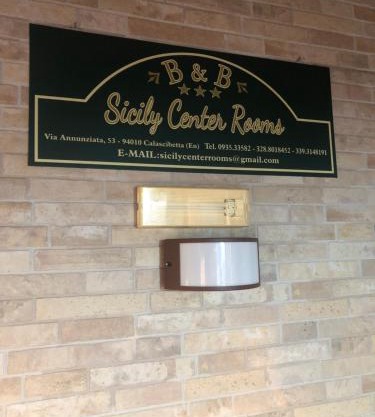 B & B
Sicily Center Rooms
Via Annunziata, 53 - 94010 Calascibetta (En) Tel. 0935.33582 - 328.8018452 - 339.3148191
E-MAIL:sicilycenterrooms@gmail.com